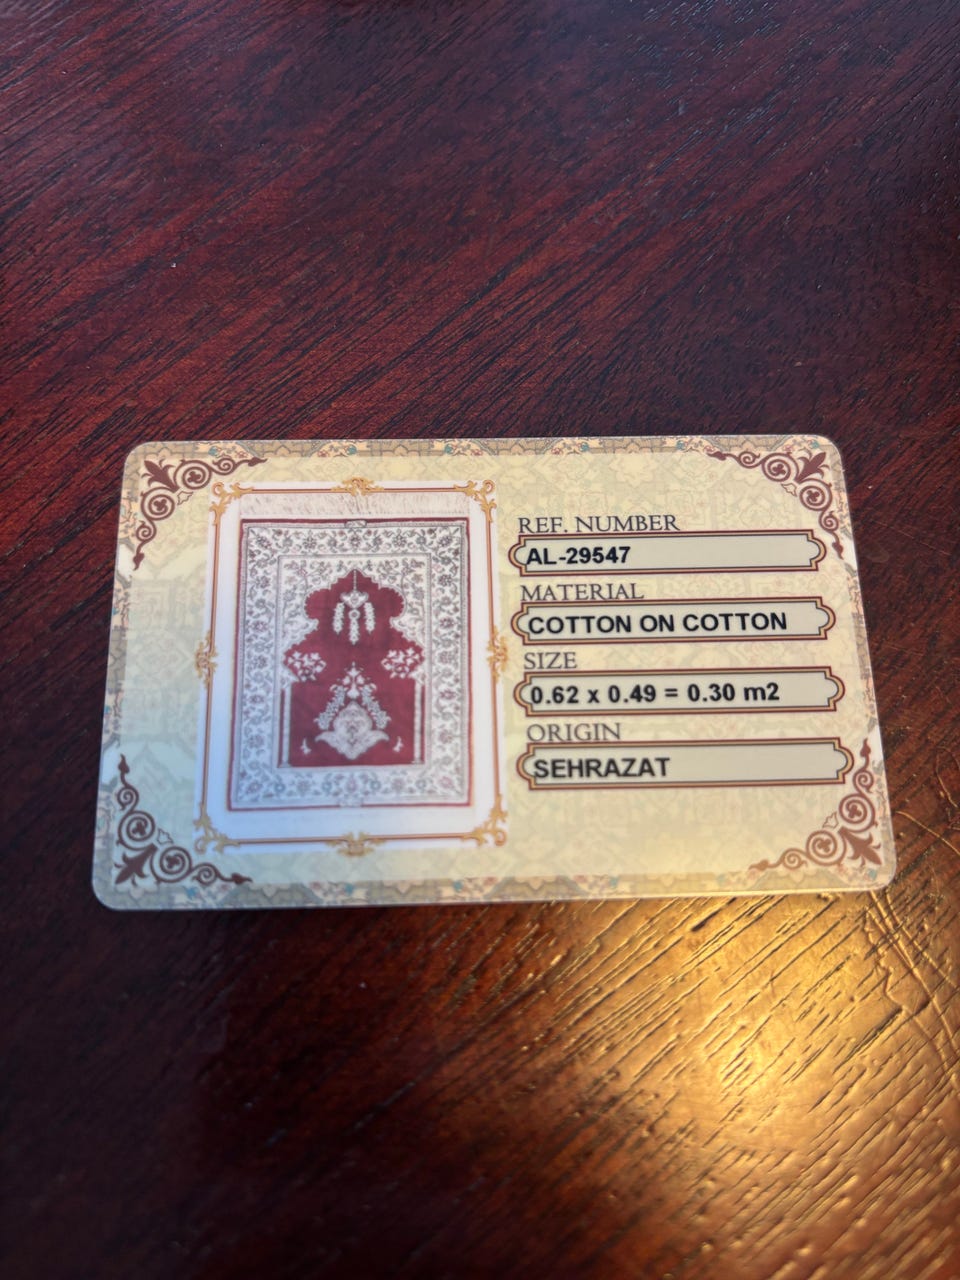 REF. NUMBER
AL-29547
MATERIAL
COTTON ON COTTON
SIZE
0.62 x 0.49 = 0.30 m2
ORIGIN
SEHRAZAT